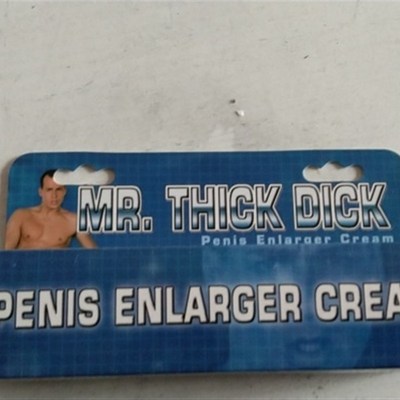 MR. THICK DICK
Penis Enlarger Cream
PENIS ENLARGER CREA